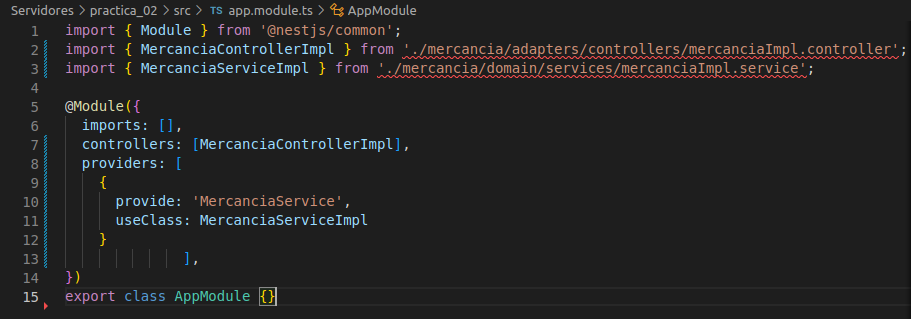 Servidores > practica_02 > src > TS app.module.ts > AppModule
1 import { Module } from '@nestjs/common';
2 import { MercanciaControllerImpl } from './mercancia/adapters/controllers/mercanciaImpl.controller';
3 import { MercanciaServiceImpl } from './mercancia/domain/services/mercanciaImpl.service';
4
5 @Module({
6   imports: [],
7   controllers: [MercanciaControllerImpl],
8   providers: [
9     {
10       provide: 'MercanciaService',
11       useClass: MercanciaServiceImpl
12     }
13               ],
14 })
15 export class AppModule {}